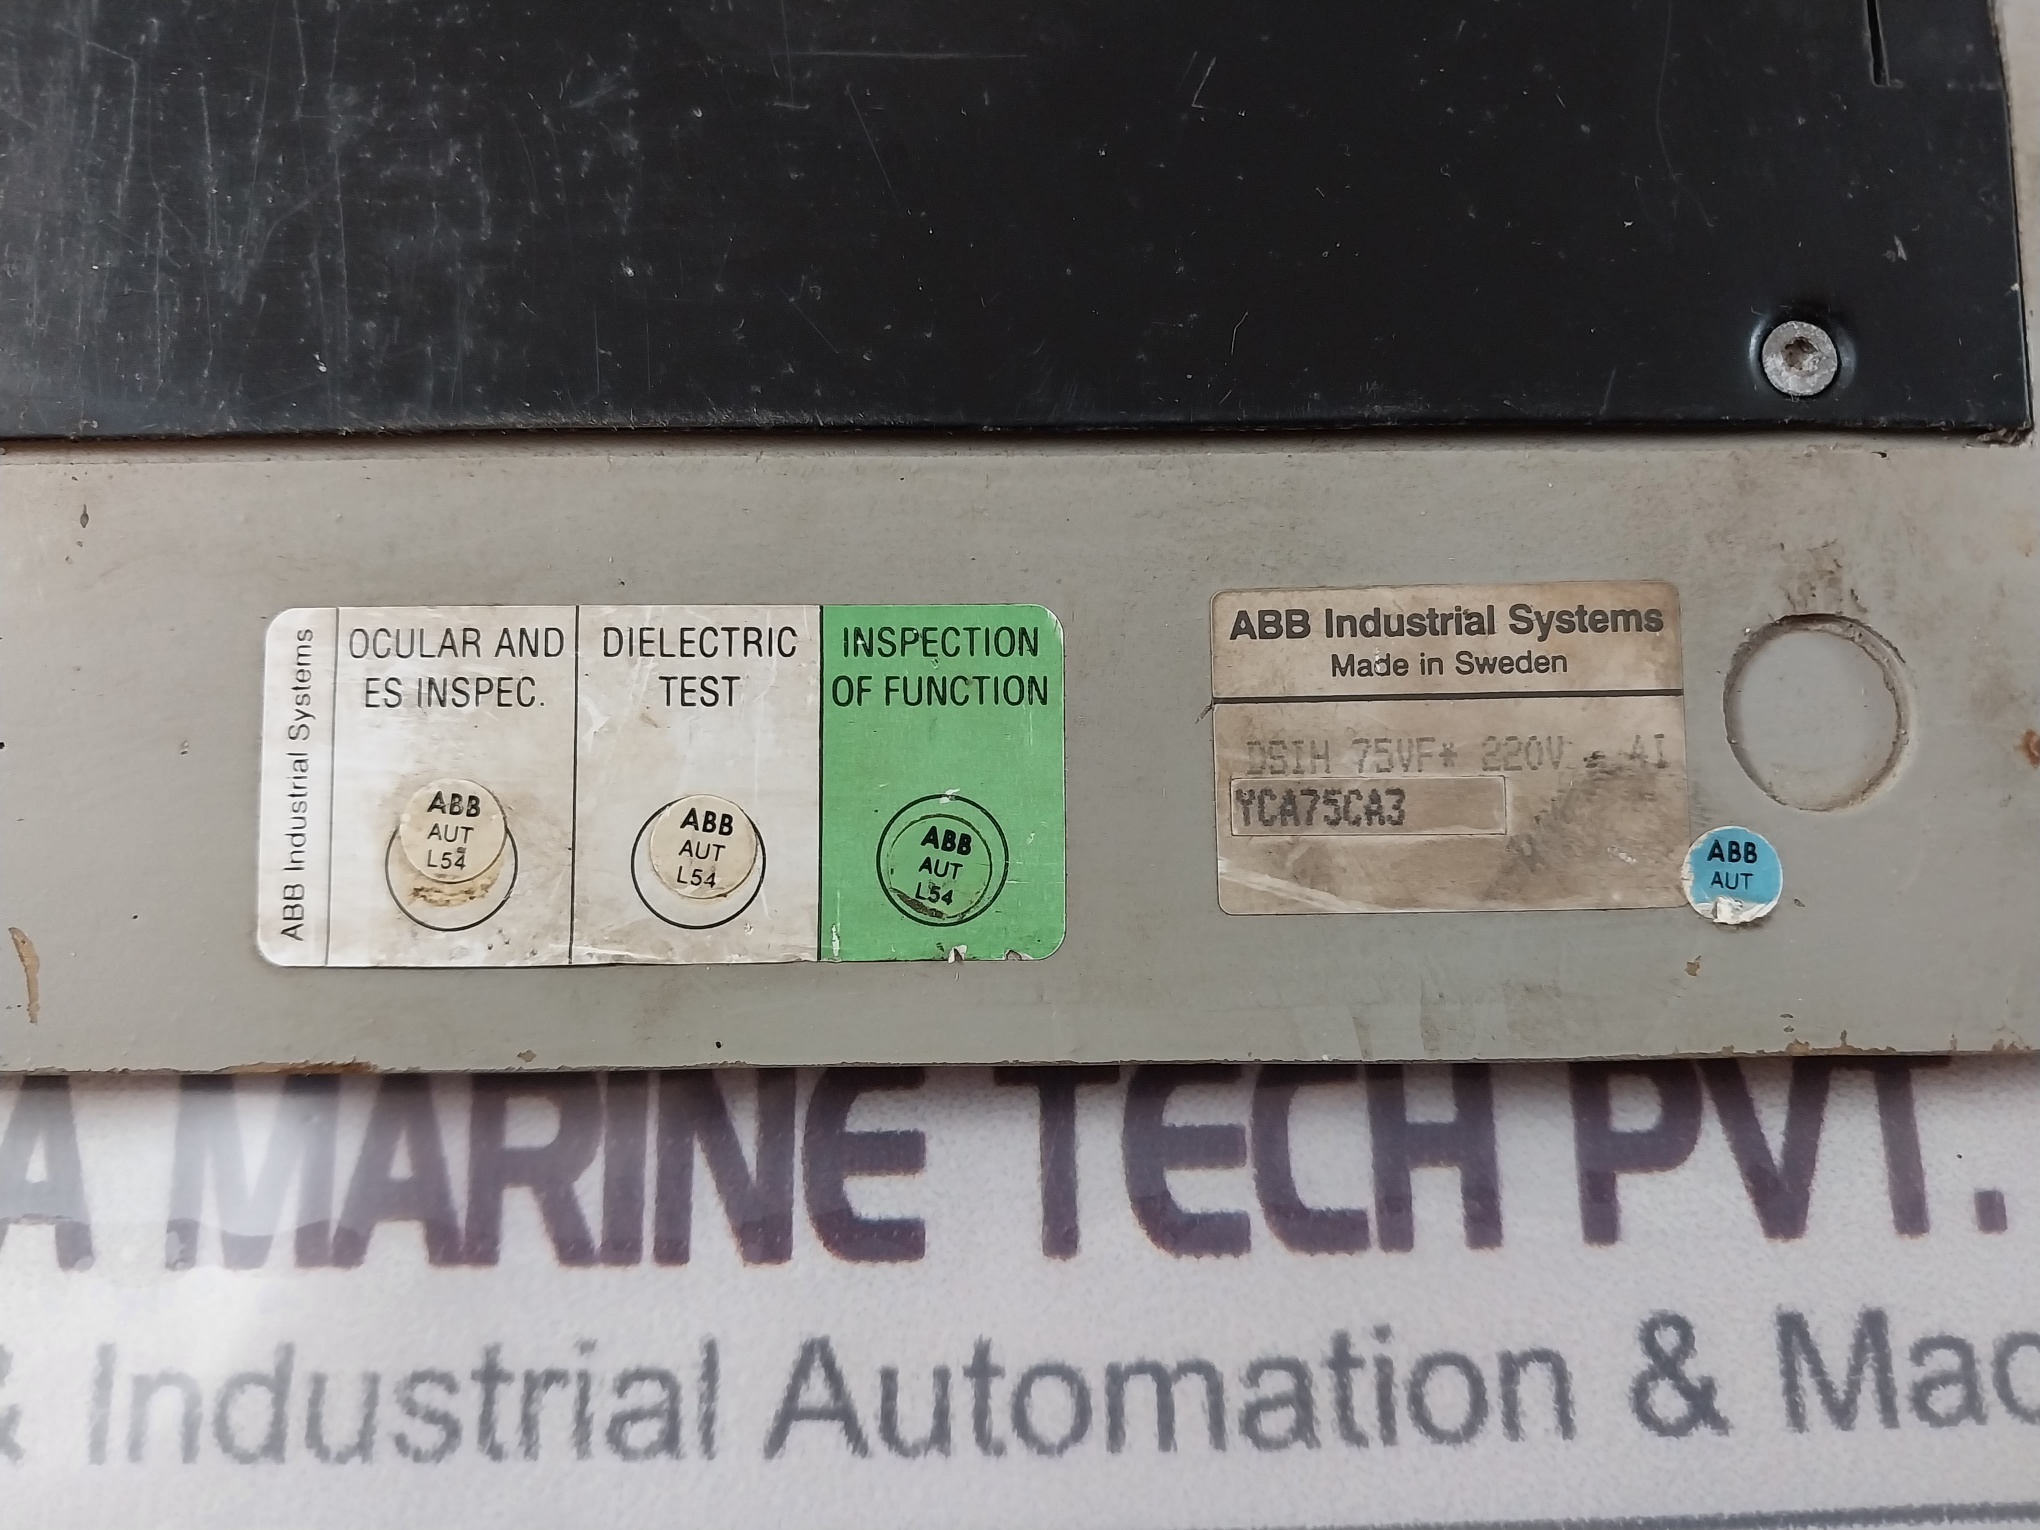 ABB Industrial Systems
OCULAR AND
ES INSPEC.
ABB
AUT
L54
DIELECTRIC
TEST
ABB
AUT
L54
INSPECTION
OF FUNCTION
ABB
AUT
L54
ABB Industrial Systems
Made in Sweden
DSIH 75VF* 220V - AI
YCA75CA3
ABB
AUT
A MARINE TECH PVT.
& Industrial Automation & Mac